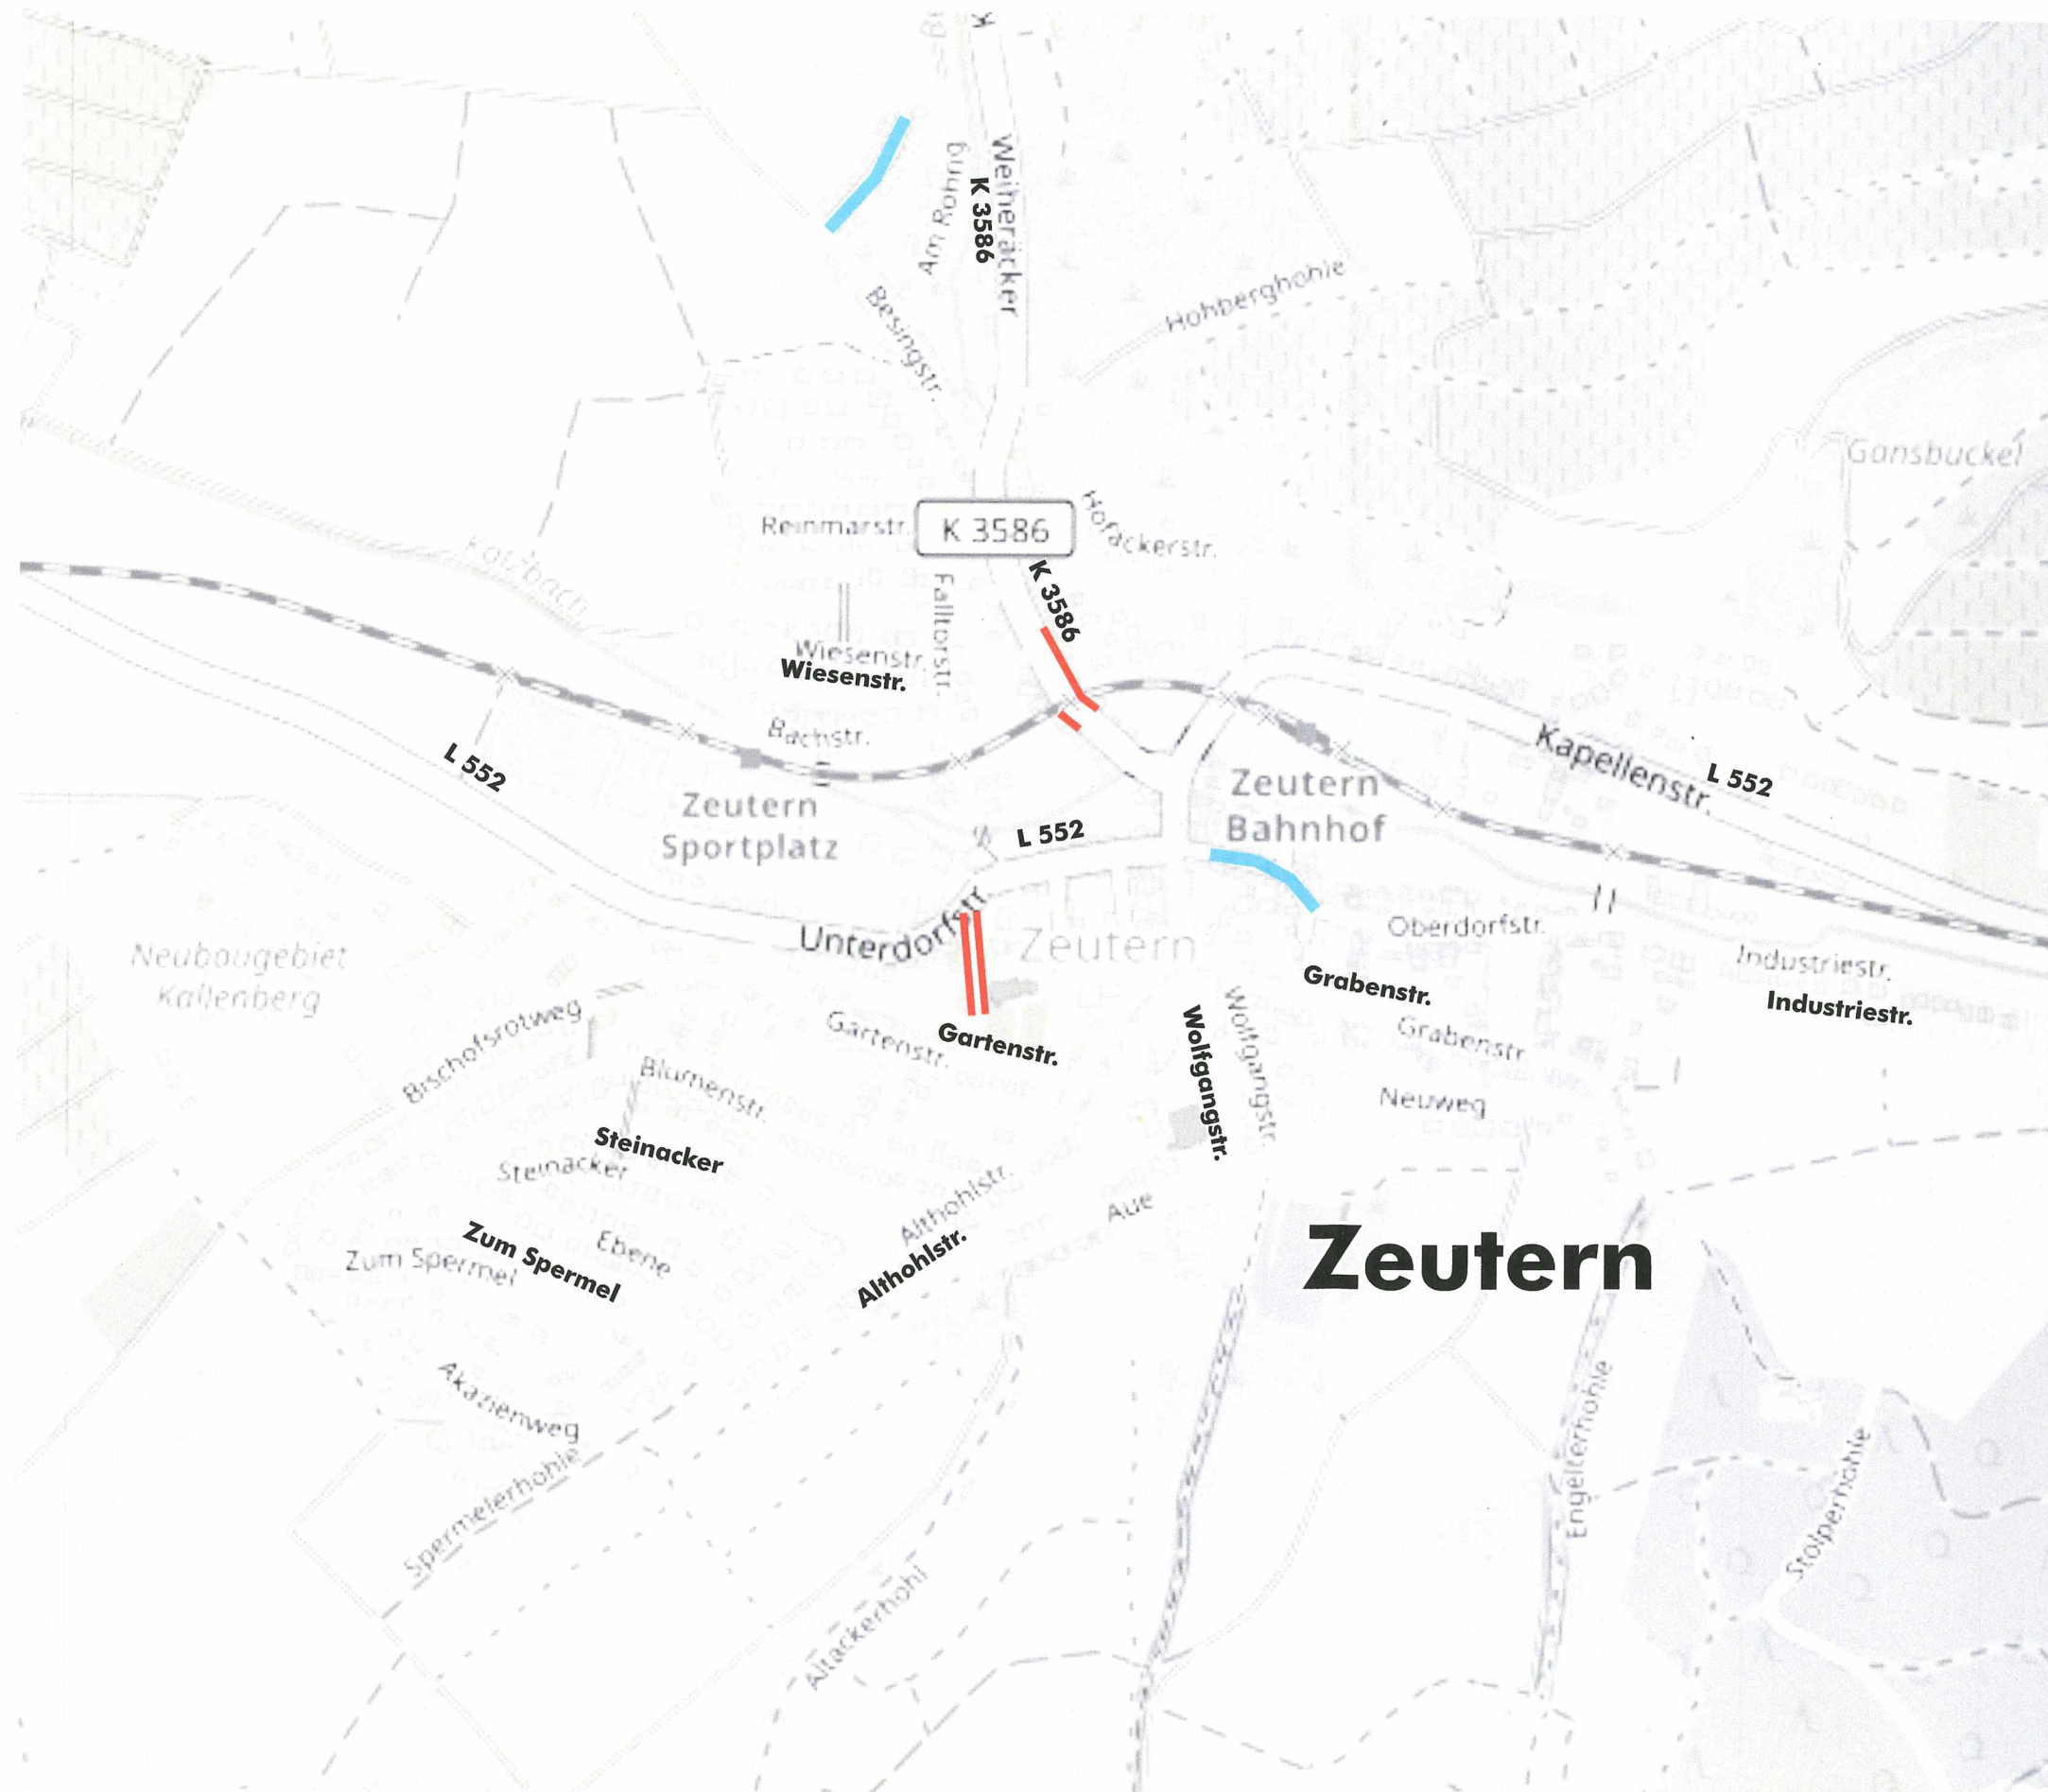 K
Weiheräcker
K 3586
Am Rohrig
Hohberghohle
Besingstr.
Gansbuckel
Reinmarstr.
K 3586
Hofackerstr.
Katzbach
K 3586
Falltorstr.
Wiesenstr.
Wiesenstr.
Bachstr.
L 552
Kapellenstr.
L 552
Zeutern
Sportplatz
Zeutern
Bahnhof
L 552
Unterdorfstr.
Zeutern
Oberdorfstr.
Neubaugebiet
Kallenberg
Industriestr.
Industriestr.
Grabenstr.
Grabenstr.
Bischofsrotweg
Gartenstr.
Gartenstr.
Wolfgangstr.
Wolfgangstr.
Blumenstr.
Neuweg
Steinacker
Steinacker
Althohlstr.
Althohlstr.
Aue
Zum Spermel
Zum Spermel
Ebene
Zeutern
Akazienweg
Spermelerhohle
Engelterhohle
Stolperhohle
Altackerhohl